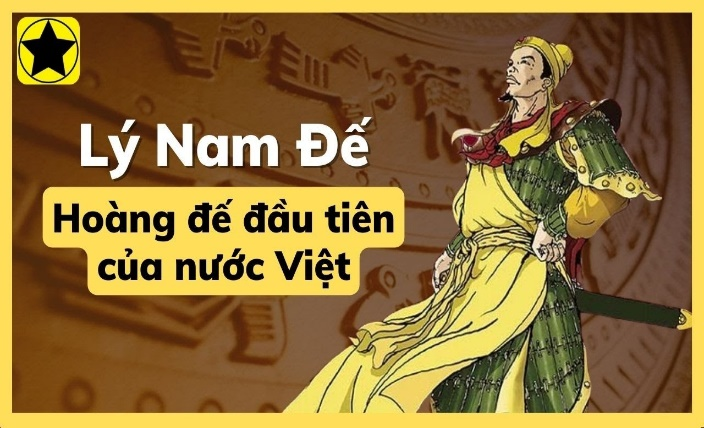 Lý Nam Đế
Hoàng đế đầu tiên
của nước Việt